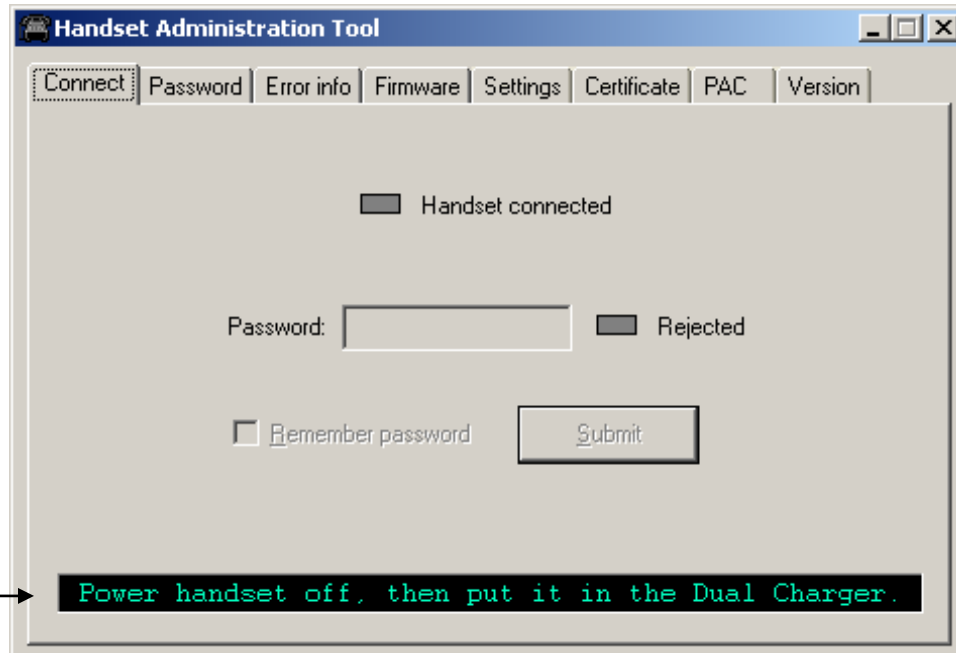 Handset Administration Tool
Connect Password Error info Firmware Settings Certificate PAC Version
Handset connected
Password: Rejected
Remember password Submit
Power handset off, then put it in the Dual Charger.